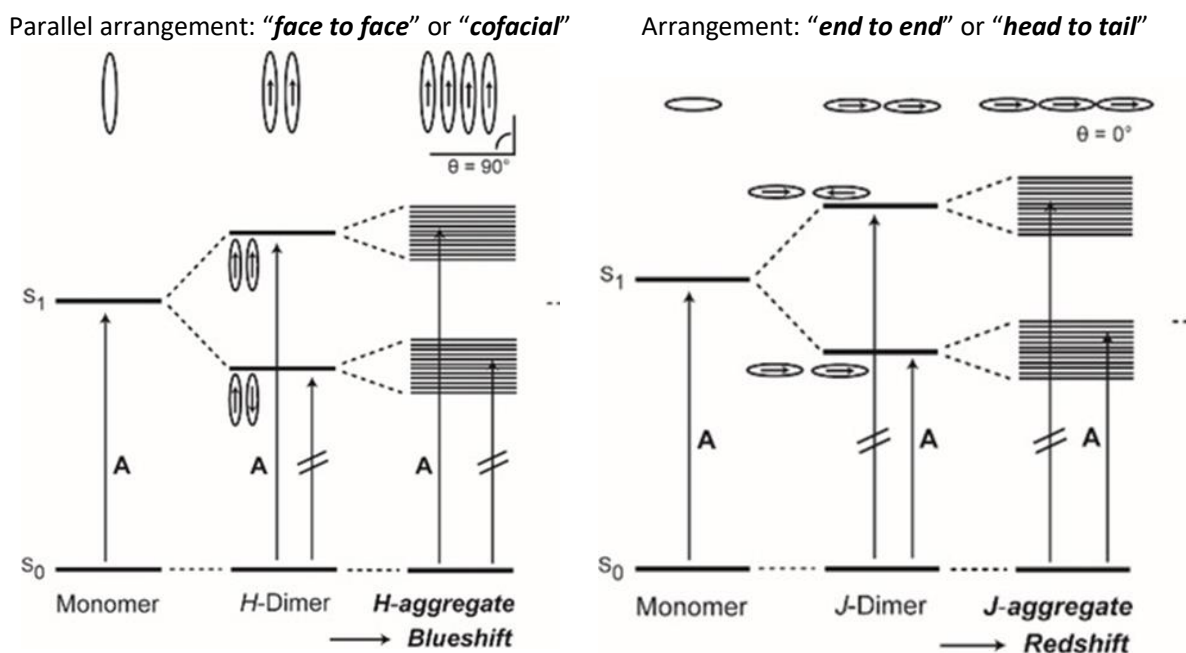 Parallel arrangement: “face to face” or “cofacial”
θ = 90°
S₁
A
A
A
S₀
Monomer
H-Dimer
H-aggregate
Blueshift
Arrangement: “end to end” or “head to tail”
θ = 0°
S₁
A
A
A
S₀
Monomer
J-Dimer
J-aggregate
Redshift